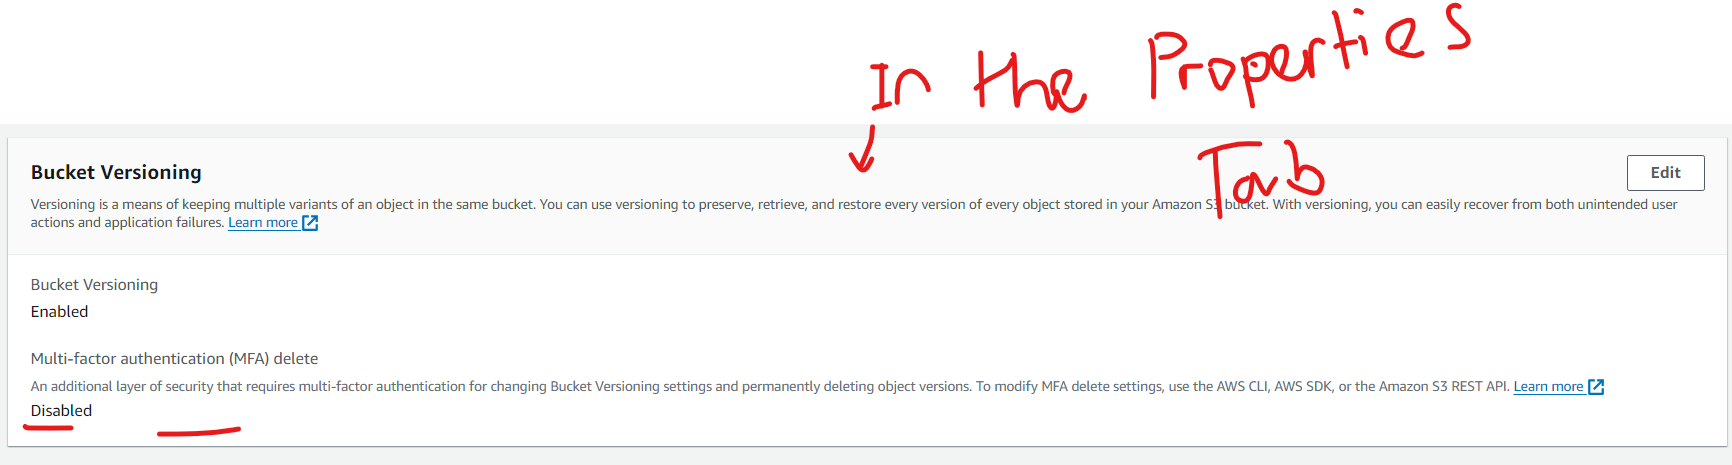 In the Properties
Tab
Bucket Versioning
Edit
Versioning is a means of keeping multiple variants of an object in the same bucket. You can use versioning to preserve, retrieve, and restore every version of every object stored in your Amazon S3 bucket. With versioning, you can easily recover from both unintended user
actions and application failures. Learn more
Bucket Versioning
Enabled
Multi-factor authentication (MFA) delete
An additional layer of security that requires multi-factor authentication for changing Bucket Versioning settings and permanently deleting object versions. To modify MFA delete settings, use the AWS CLI, AWS SDK, or the Amazon S3 REST API. Learn more
Disabled